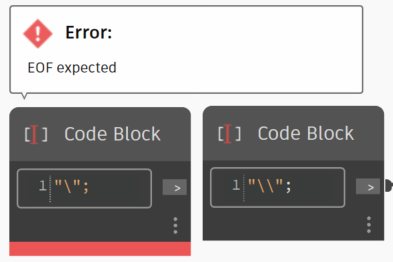 Error:
EOF expected
[I] Code Block
[I] Code Block
1 "\";
>
1 "\\";
>